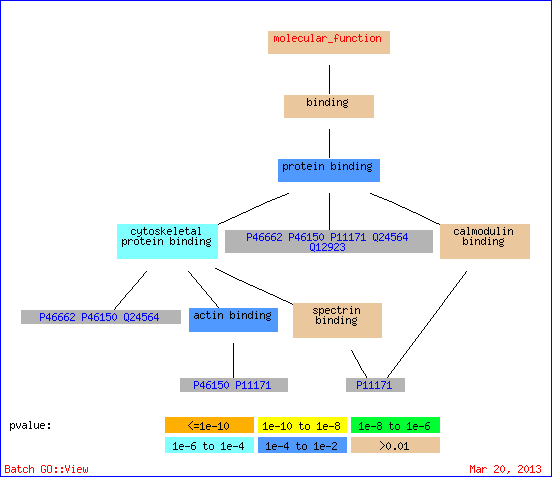 molecular_function
binding
protein binding
cytoskeletal
protein binding
P46662 P46150 P11171 Q24564
Q12923
calmodulin
binding
P46662 P46150 Q24564
actin binding
spectrin
binding
P46150 P11171
P11171
pvalue:
<=1e-10
1e-10 to 1e-8
1e-8 to 1e-6
1e-6 to 1e-4
1e-4 to 1e-2
>0.01
Batch GO::View
Mar 20, 2013